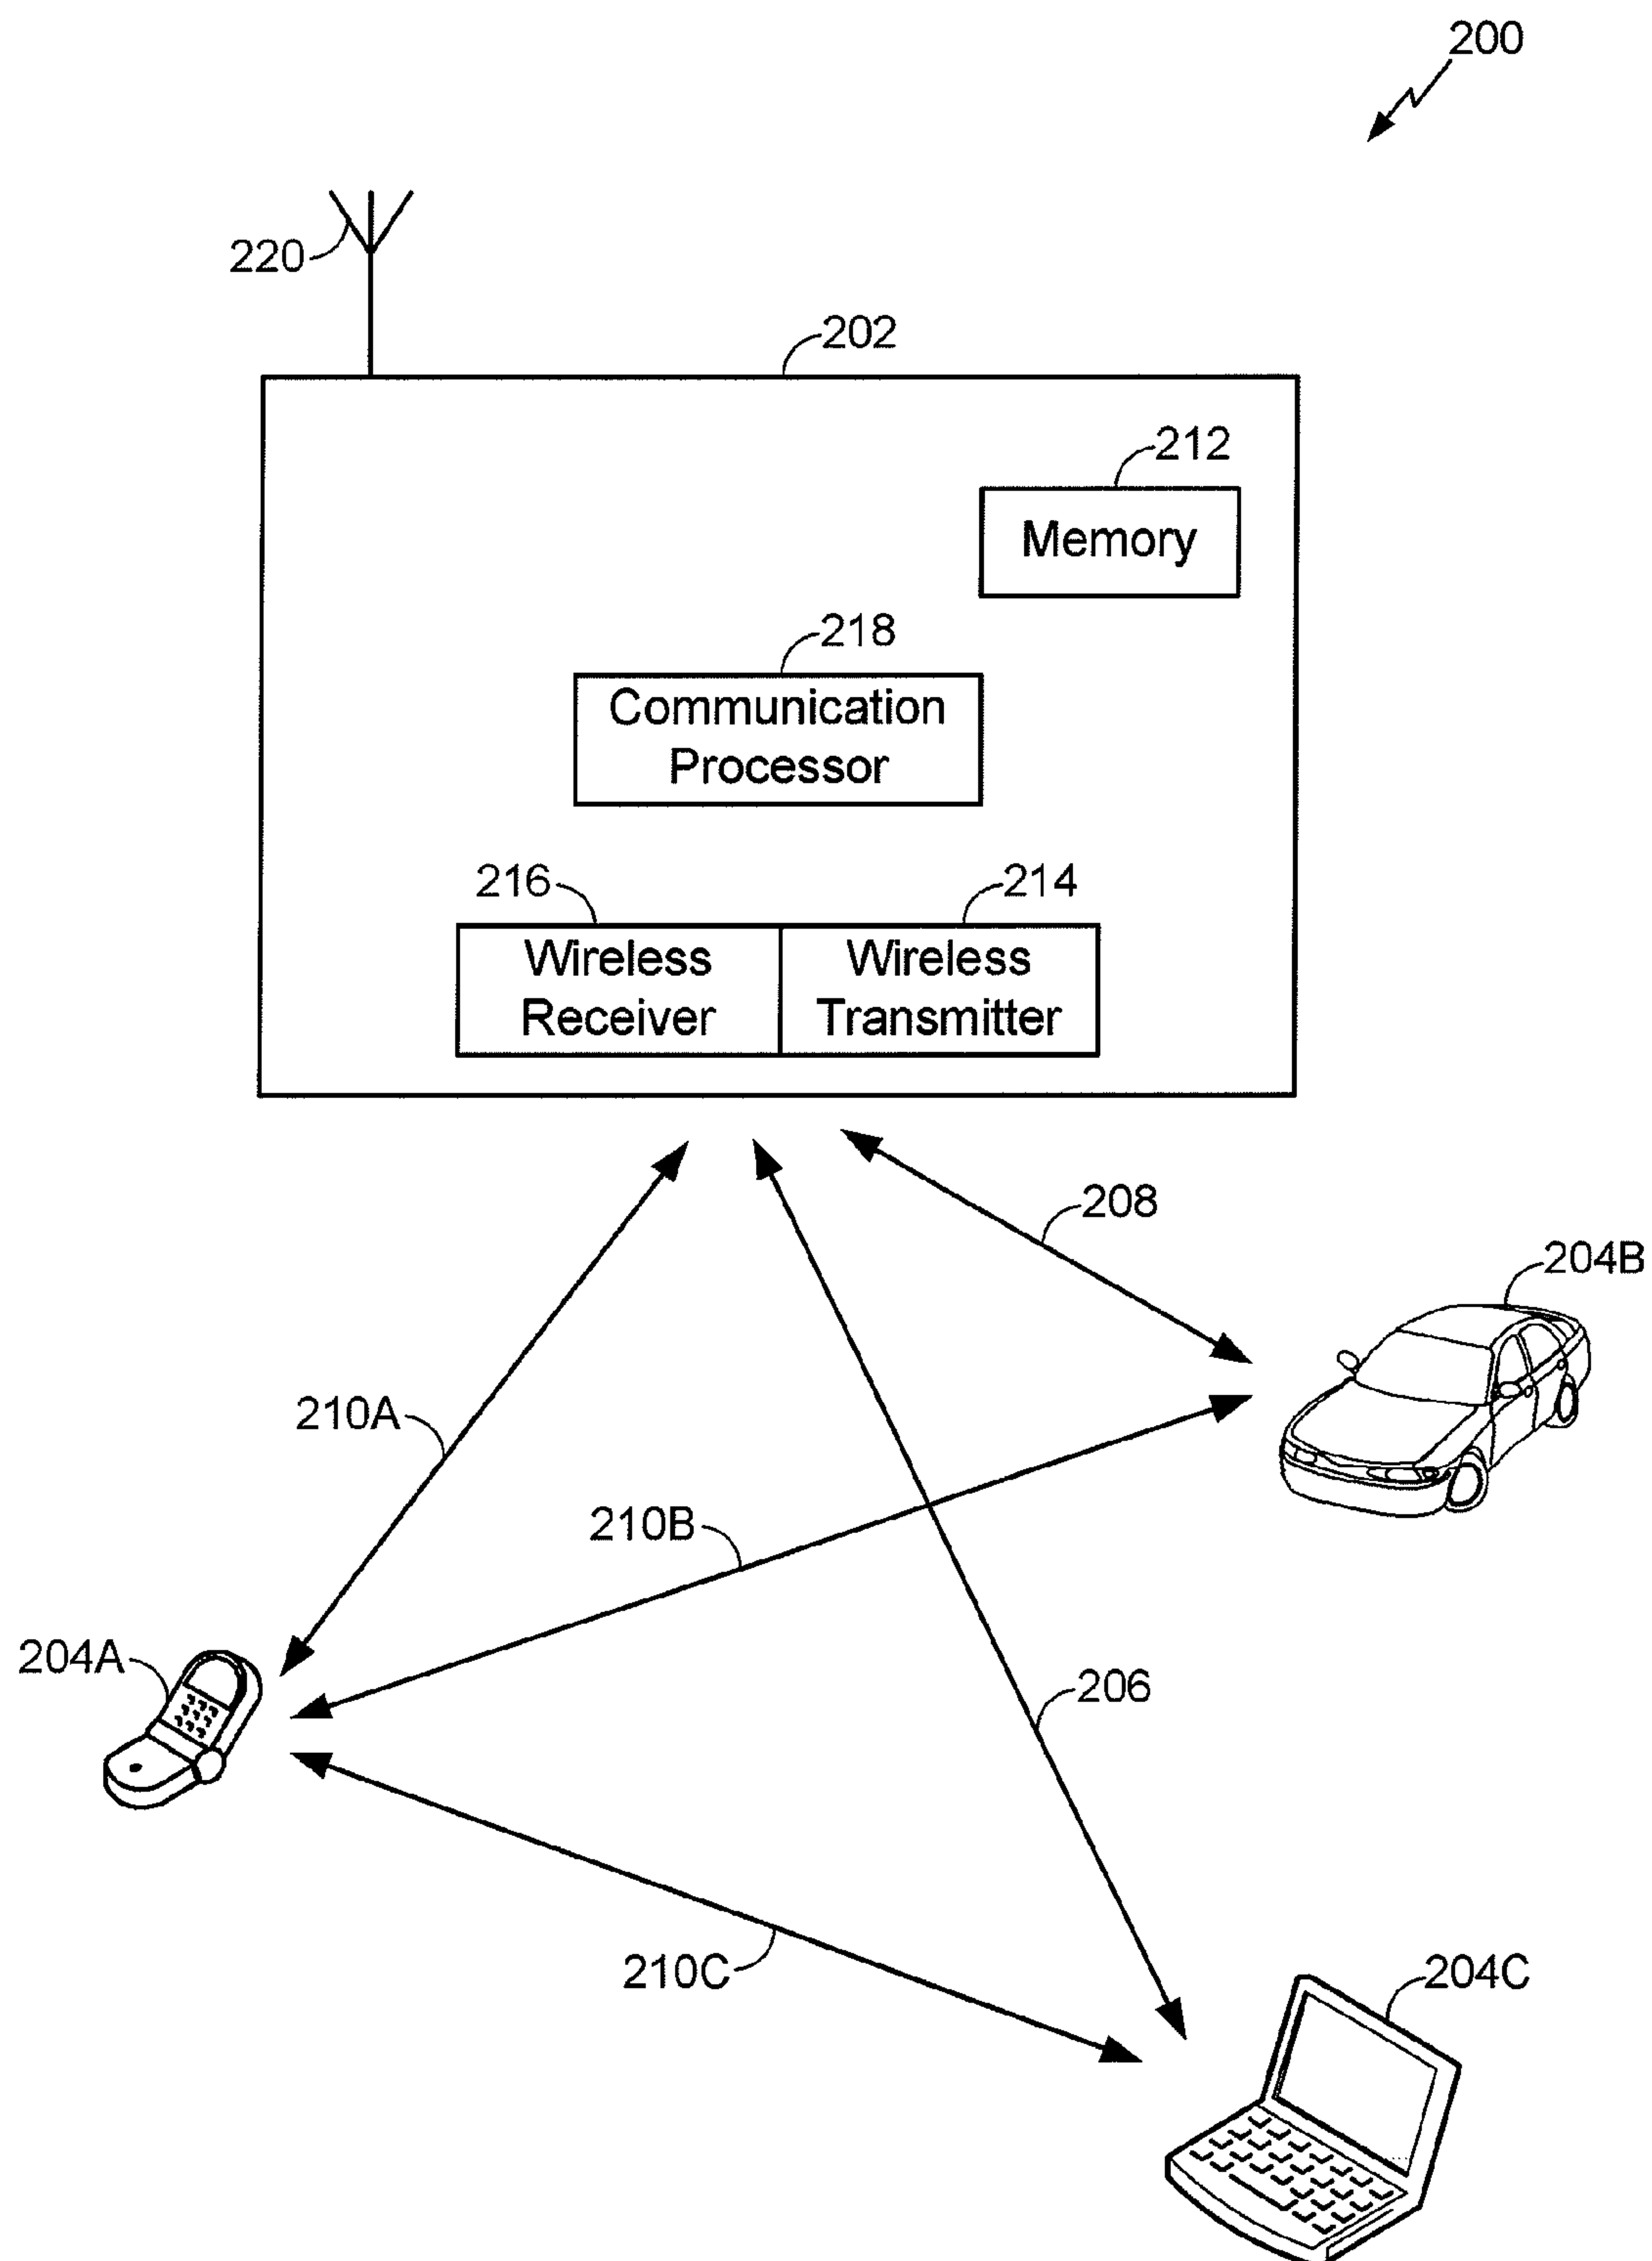 200
220
202
212
Memory
218
Communication
Processor
216
214
Wireless
Receiver
Wireless
Transmitter
208
204B
210A
210B
204A
206
210C
204C